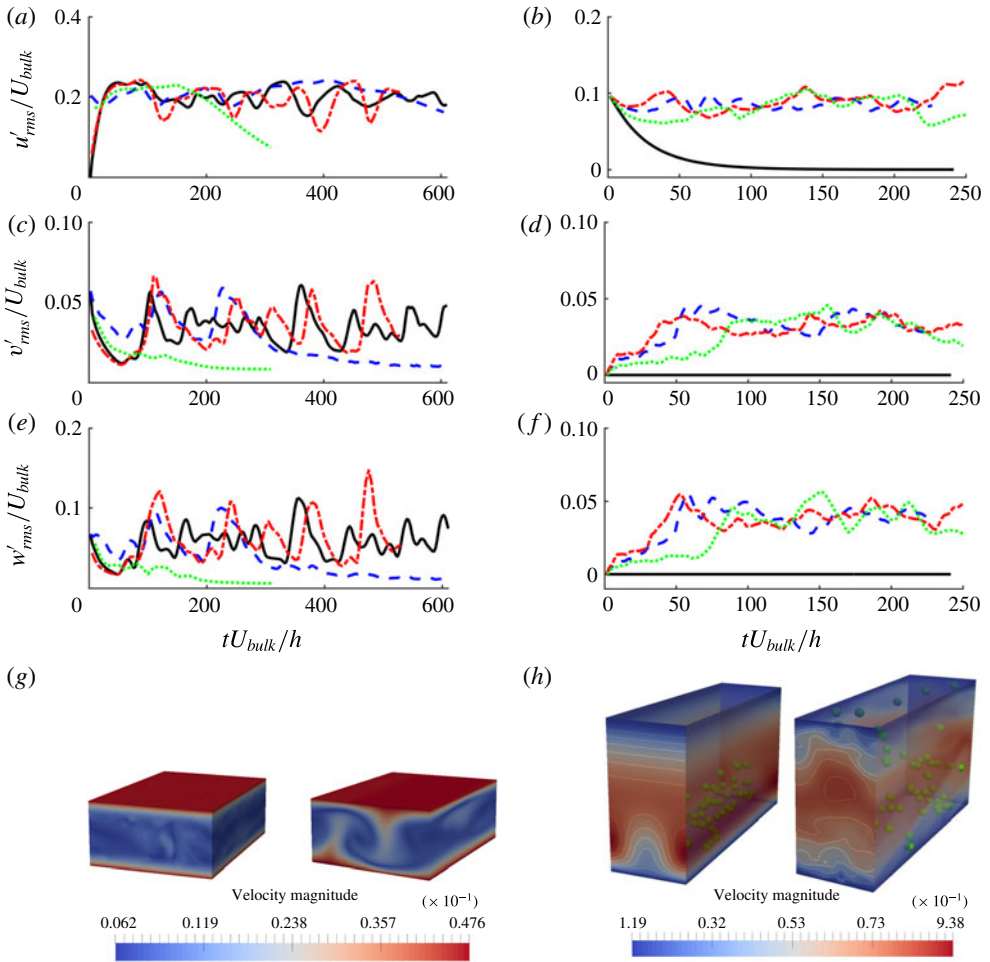 (a) (b)
0.4 0.2
u′rms/Ubulk 0.2 0.1
0
0 200 400 600 0 50 100 150 200 250
(c) (d)
0.10 0.10
v′rms/Ubulk 0.05 0.05
0
0 200 400 600 0 50 100 150 200 250
(e) (f)
0.2 0.10
w′rms/Ubulk 0.1 0.05
0
0 200 400 600 0 50 100 150 200 250
tUbulk/h tUbulk/h
(g) (h)
Velocity magnitude (× 10⁻¹) Velocity magnitude (× 10⁻¹)
0.062 0.119 0.238 0.357 0.476 1.19 0.32 0.53 0.73 9.38